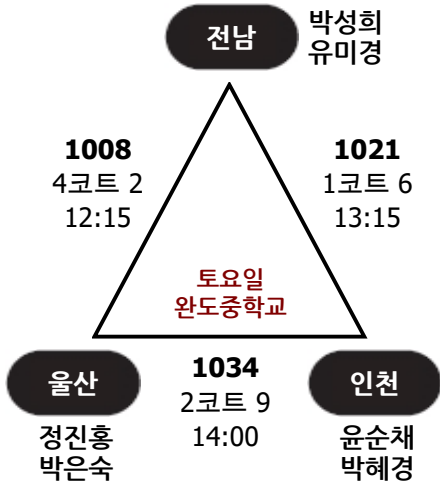 전남
박성희
유미경
1008
4코트 2
12:15
1021
1코트 6
13:15
토요일
완도중학교
울산
정진홍
박은숙
1034
2코트 9
14:00
인천
윤순채
박혜경